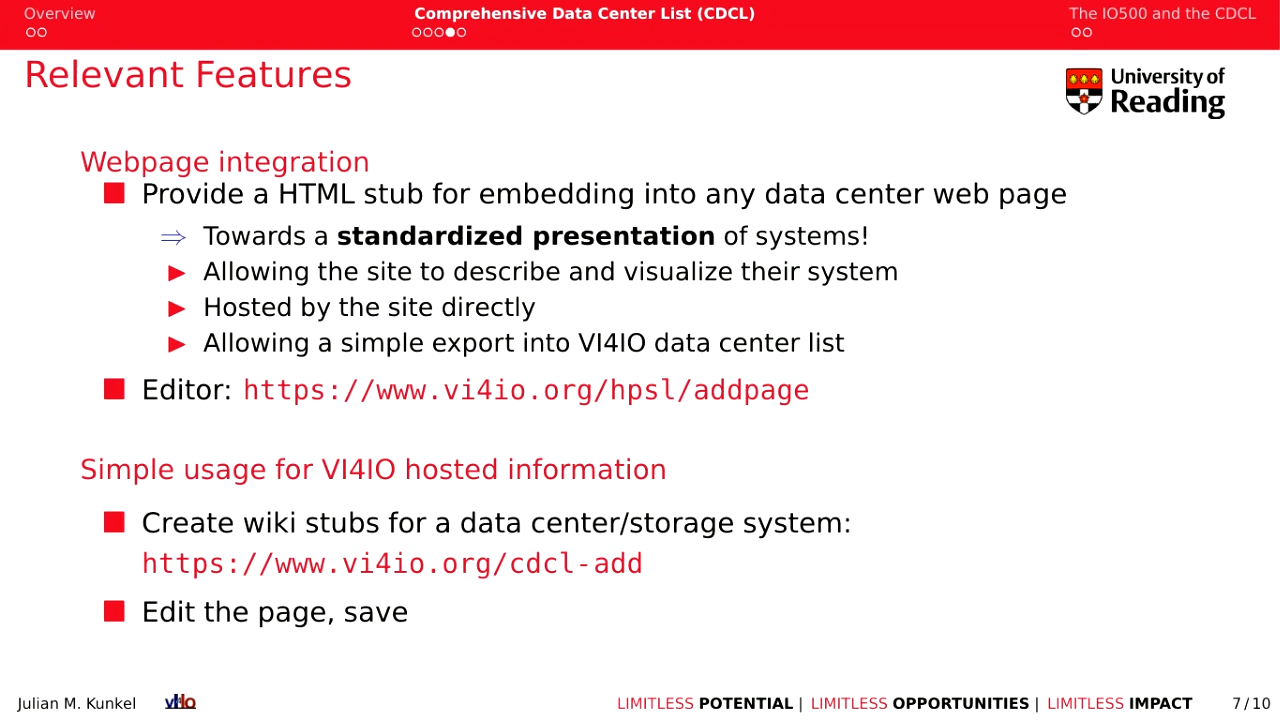 Overview
Comprehensive Data Center List (CDCL)
The IO500 and the CDCL
Relevant Features
University of
Reading
Webpage integration
Provide a HTML stub for embedding into any data center web page
⇒ Towards a standardized presentation of systems!
Allowing the site to describe and visualize their system
Hosted by the site directly
Allowing a simple export into VI4IO data center list
Editor: https://www.vi4io.org/hpsl/addpage
Simple usage for VI4IO hosted information
Create wiki stubs for a data center/storage system:
https://www.vi4io.org/cdcl-add
Edit the page, save
Julian M. Kunkel
LIMITLESS POTENTIAL | LIMITLESS OPPORTUNITIES | LIMITLESS IMPACT
7/10